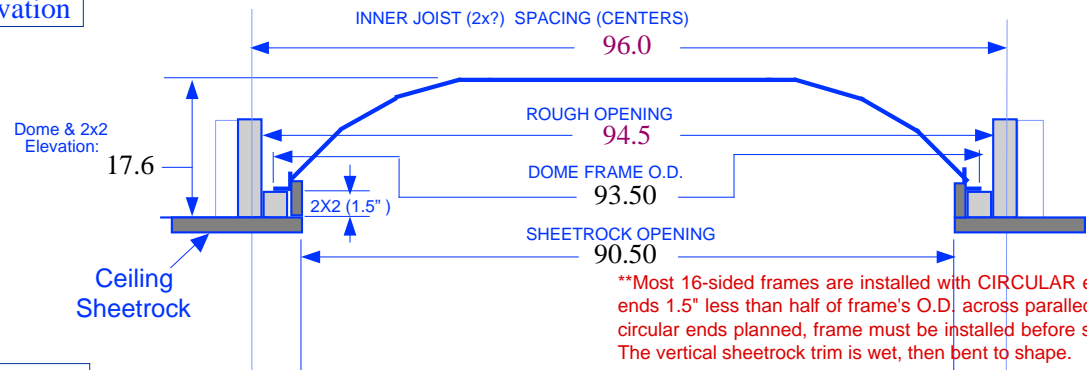 vation
INNER JOIST (2x?) SPACING (CENTERS)
96.0
ROUGH OPENING
94.5
Dome & 2x2
Elevation:
17.6
DOME FRAME O.D.
93.50
2X2 (1.5" )
SHEETROCK OPENING
90.50
Ceiling
Sheetrock
**Most 16-sided frames are installed with CIRCULAR e
ends 1.5" less than half of frame's O.D. across paralled
circular ends planned, frame must be installed before s
The vertical sheetrock trim is wet, then bent to shape.